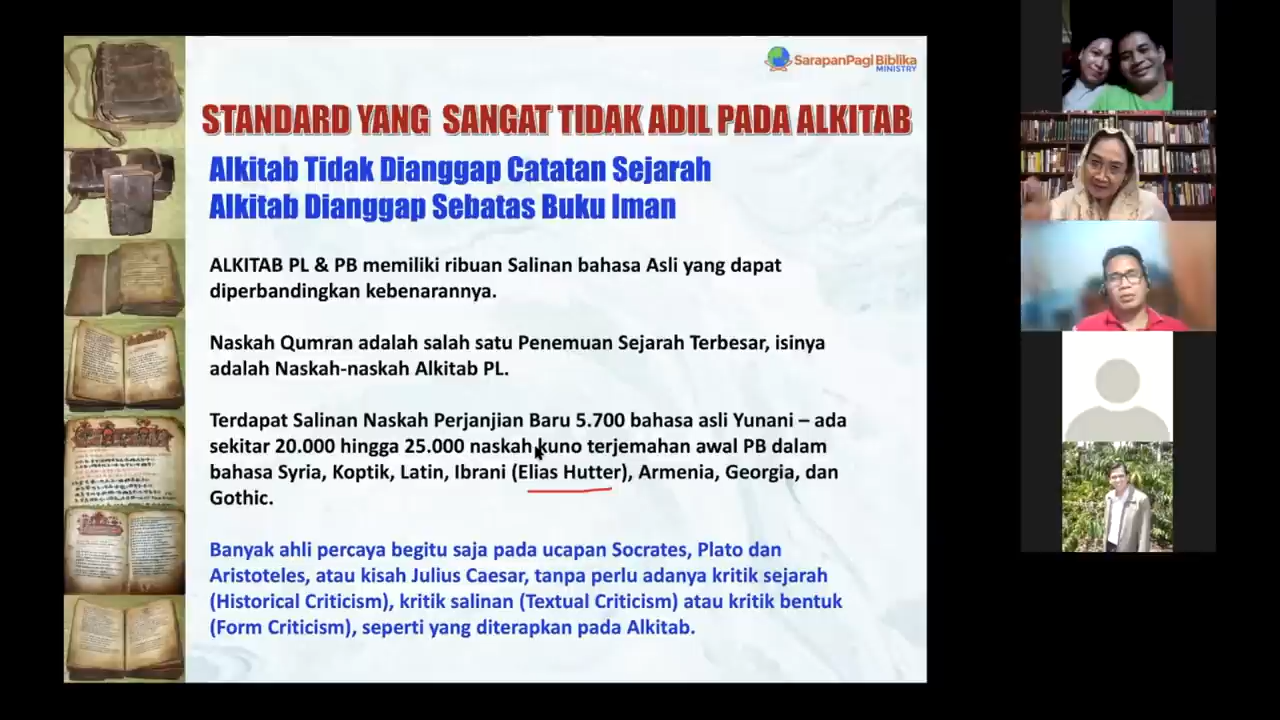 SarapanPagi Biblika
MINISTRY
STANDARD YANG SANGAT TIDAK ADIL PADA ALKITAB
Alkitab Tidak Dianggap Catatan Sejarah
Alkitab Dianggap Sebatas Buku Iman
ALKITAB PL & PB memiliki ribuan Salinan bahasa Asli yang dapat
diperbandingkan kebenarannya.
Naskah Qumran adalah salah satu Penemuan Sejarah Terbesar, isinya
adalah Naskah-naskah Alkitab PL.
Terdapat Salinan Naskah Perjanjian Baru 5.700 bahasa asli Yunani – ada
sekitar 20.000 hingga 25.000 naskah kuno terjemahan awal PB dalam
bahasa Syria, Koptik, Latin, Ibrani (Elias Hutter), Armenia, Georgia, dan
Gothic.
Banyak ahli percaya begitu saja pada ucapan Socrates, Plato dan
Aristoteles, atau kisah Julius Caesar, tanpa perlu adanya kritik sejarah
(Historical Criticism), kritik salinan (Textual Criticism) atau kritik bentuk
(Form Criticism), seperti yang diterapkan pada Alkitab.